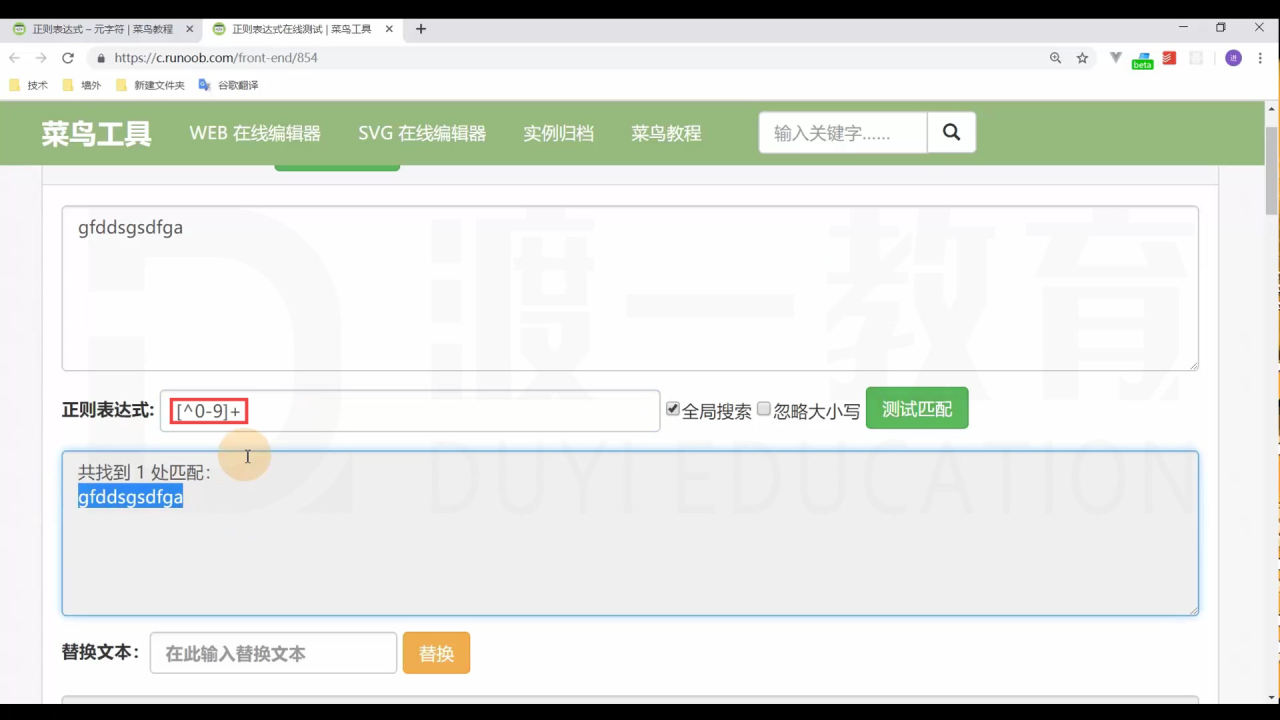 正则表达式 – 元字符 | 菜鸟教程
正则表达式在线测试 | 菜鸟工具
https://c.runoob.com/front-end/854
beta
进
技术
墙外
新建文件夹
谷歌翻译
菜鸟工具
WEB 在线编辑器
SVG 在线编辑器
实例归档
菜鸟教程
输入关键字......
gfddsgsdfga
渡一教育
正则表达式:
[^0-9]+
全局搜索
忽略大小写
测试匹配
DUYI EDUCATION
共找到 1 处匹配:
gfddsgsdfga
替换文本:
在此输入替换文本
替换